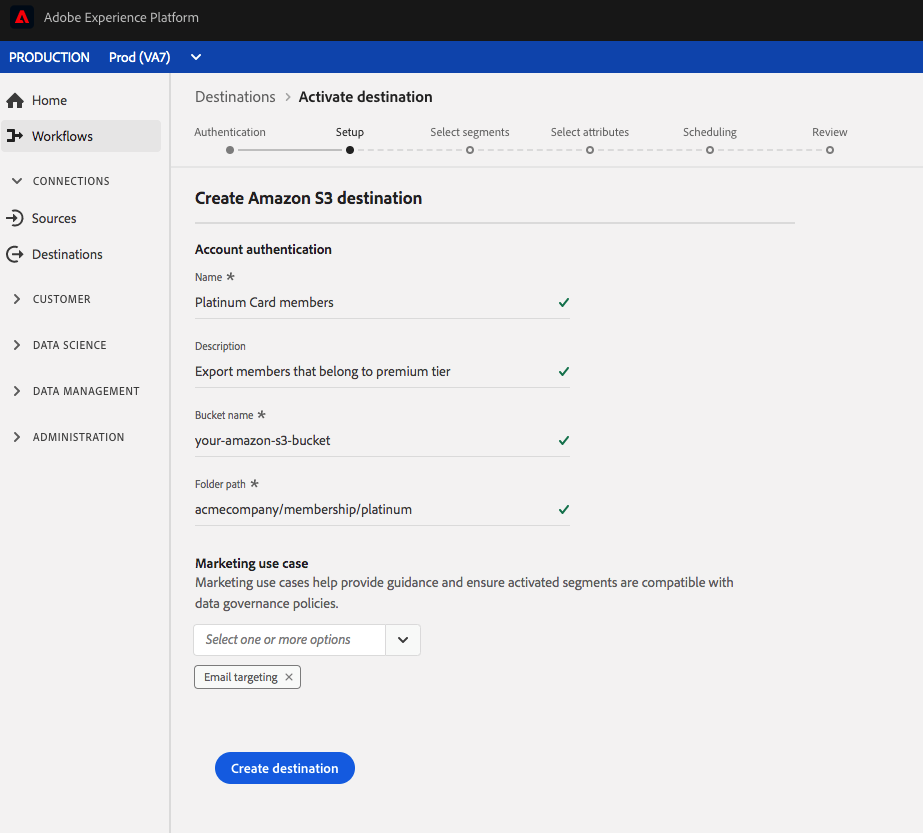 Adobe Experience Platform
PRODUCTION Prod (VA7)
Home
Workflows
CONNECTIONS
Sources
Destinations
CUSTOMER
DATA SCIENCE
DATA MANAGEMENT
ADMINISTRATION
Destinations > Activate destination
Authentication Setup Select segments Select attributes Scheduling Review
Create Amazon S3 destination
Account authentication
Name *
Platinum Card members
Description
Export members that belong to premium tier
Bucket name *
your-amazon-s3-bucket
Folder path *
acmecompany/membership/platinum
Marketing use case
Marketing use cases help provide guidance and ensure activated segments are compatible with
data governance policies.
Select one or more options
Email targeting ×
Create destination